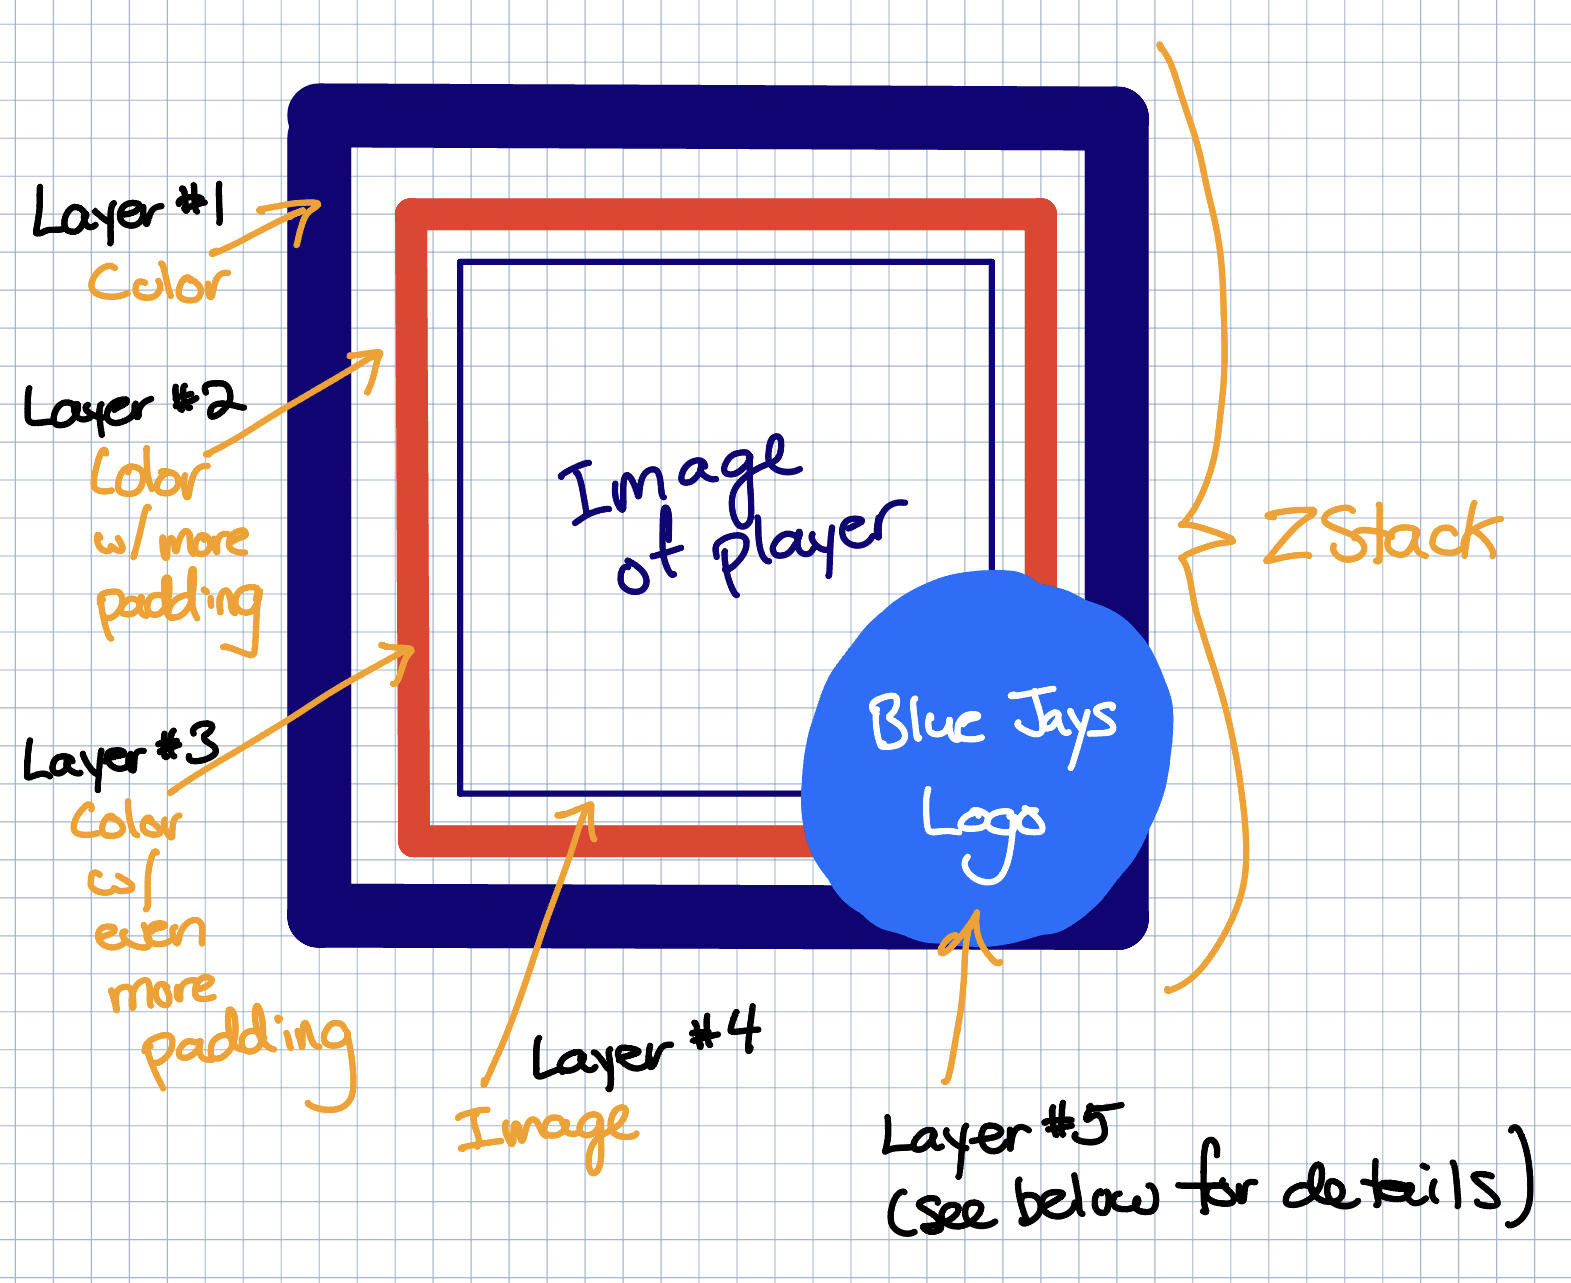 Layer #1
Color
Layer #2
Color
w/ more
padding
Layer #3
Color
w/
even
more
padding
Image
of player
Blue Jays
Logo
ZStack
Layer #4
Image
Layer #5
(see below for details)